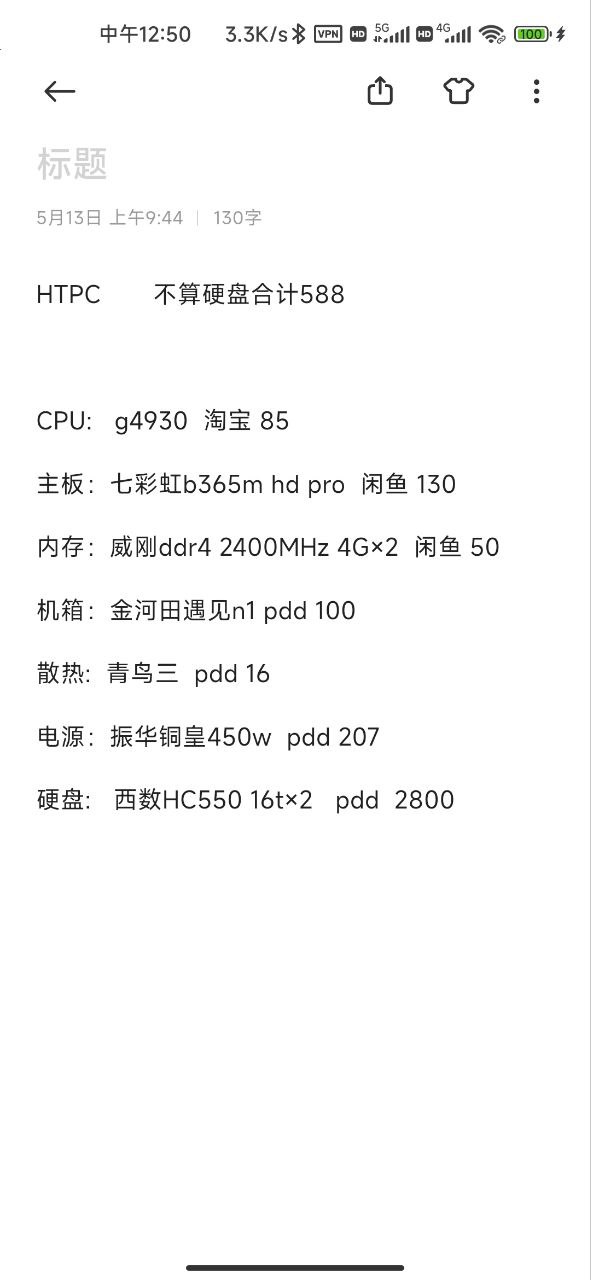 中午12:50 3.3K/s VPN HD 5G HD 4G 100
标题
5月13日 上午9:44 | 130字
HTPC 不算硬盘合计588
CPU: g4930 淘宝 85
主板：七彩虹b365m hd pro 闲鱼 130
内存：威刚ddr4 2400MHz 4G×2 闲鱼 50
机箱：金河田遇见n1 pdd 100
散热: 青鸟三 pdd 16
电源：振华铜皇450w pdd 207
硬盘: 西数HC550 16t×2 pdd 2800